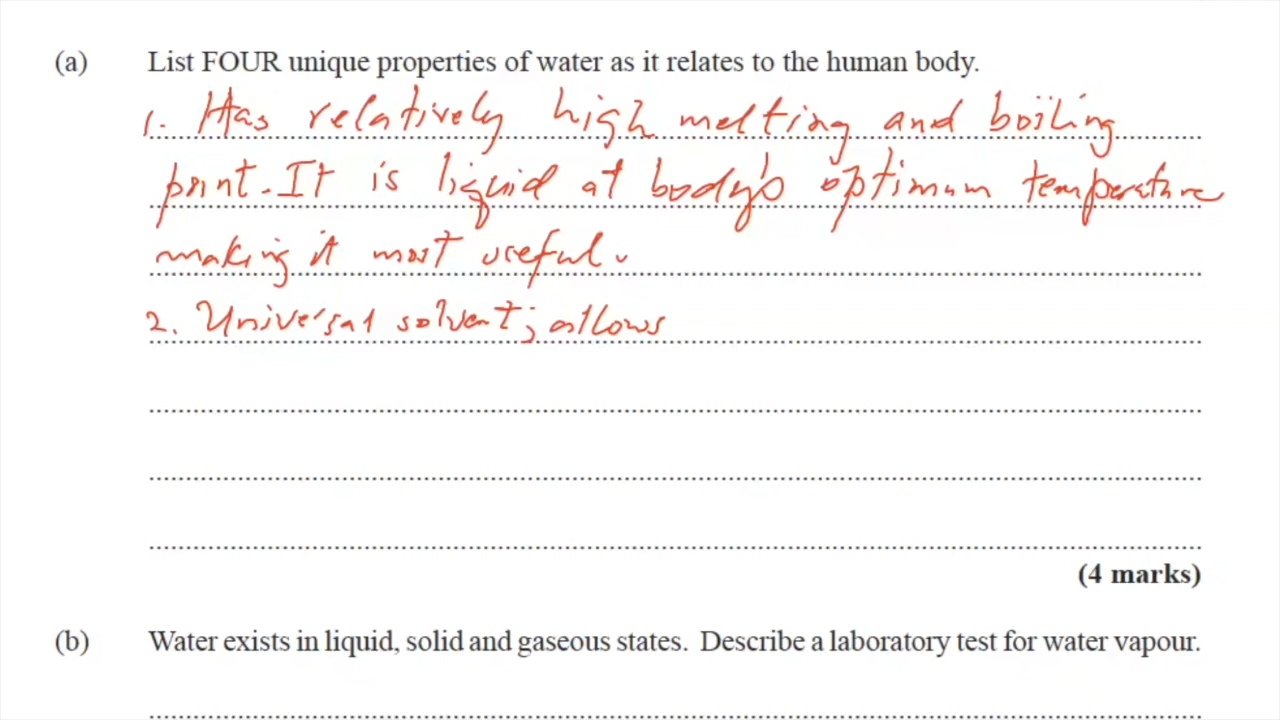 (a) List FOUR unique properties of water as it relates to the human body.
1. Has relatively high melting and boiling
point. It is liquid at body's optimum temperature
making it most useful.
2. Universal solvent; allows
(4 marks)
(b) Water exists in liquid, solid and gaseous states. Describe a laboratory test for water vapour.